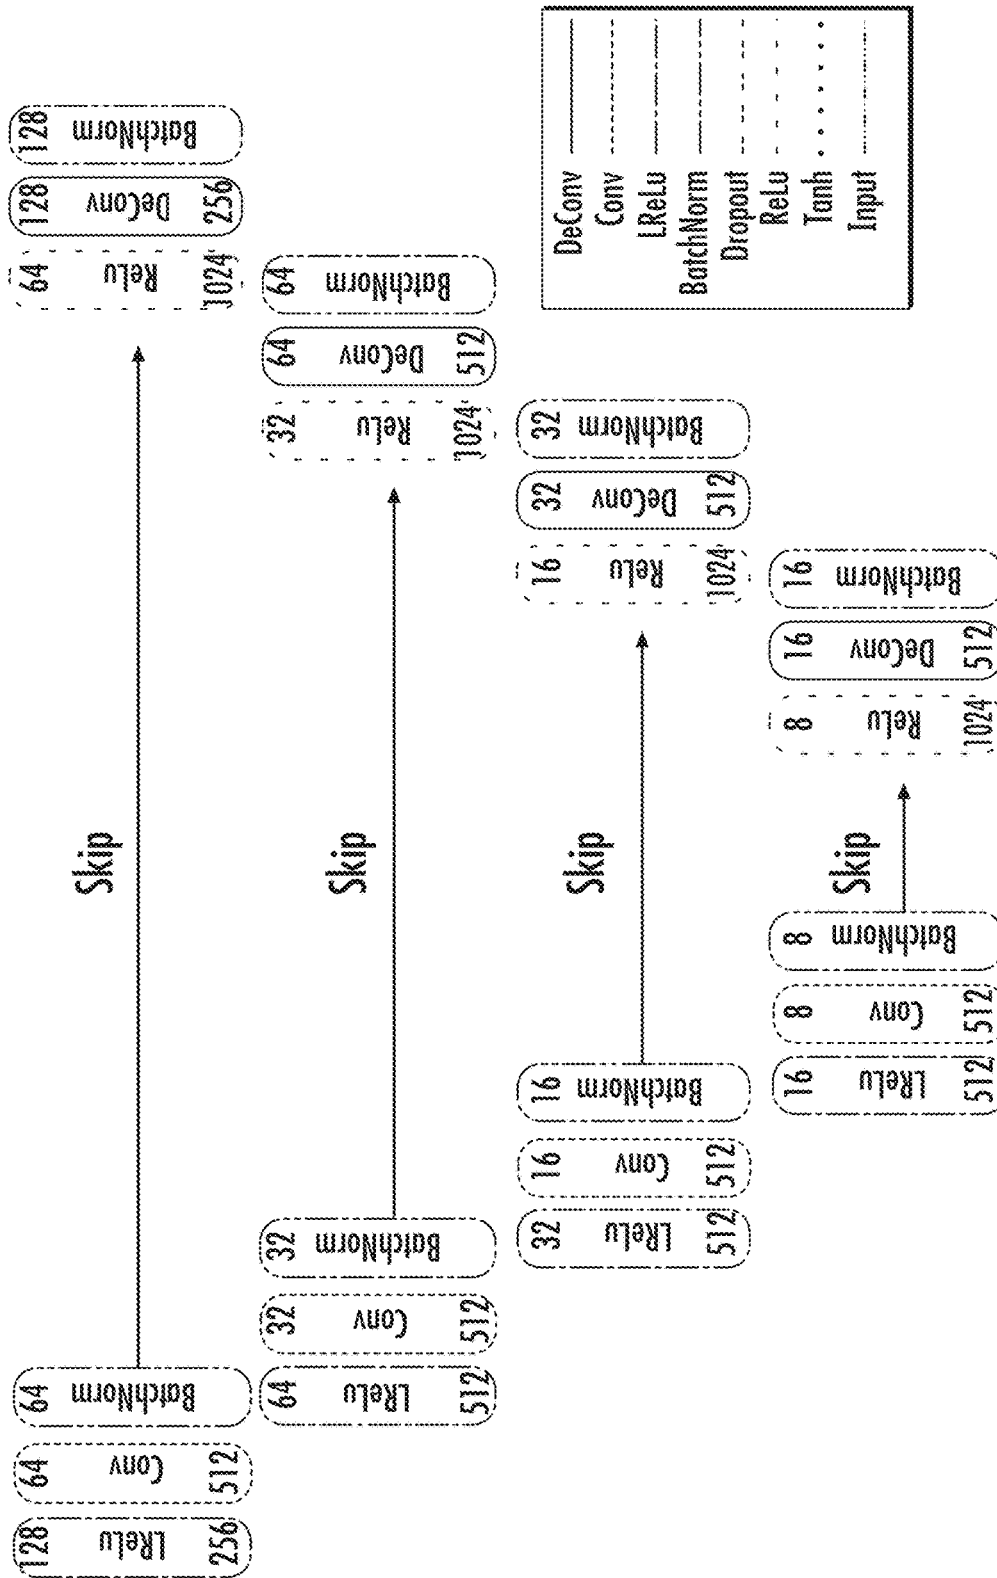 128
LReLu
256
64
Conv
512
64
BatchNorm
Skip
64
ReLu
1024
128
DeConv
256
128
BatchNorm
64
LReLu
512
32
Conv
512
32
BatchNorm
Skip
32
ReLu
1024
64
DeConv
512
64
BatchNorm
32
LReLu
512
16
Conv
512
16
BatchNorm
Skip
16
ReLu
1024
32
DeConv
512
32
BatchNorm
16
LReLu
512
8
Conv
512
8
BatchNorm
Skip
8
ReLu
1024
16
DeConv
512
16
BatchNorm
DeConv
Conv
LReLu
BatchNorm
Dropout
ReLu
Tanh
Input